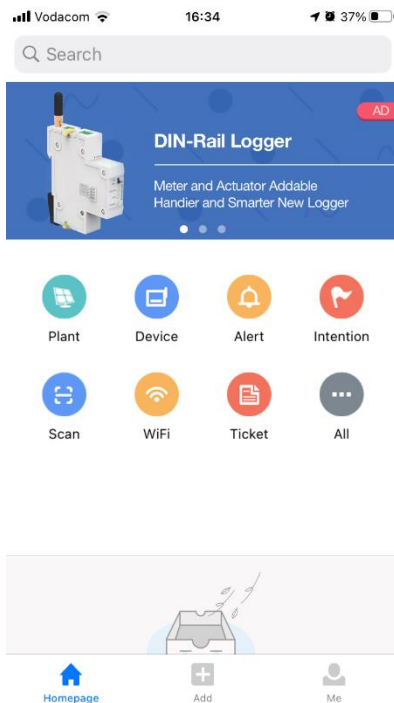 Vodacom 16:34 37%
Search
AD
DIN-Rail Logger
Meter and Actuator Addable
Handier and Smarter New Logger
Plant Device Alert Intention
Scan WiFi Ticket All
Homepage Add Me